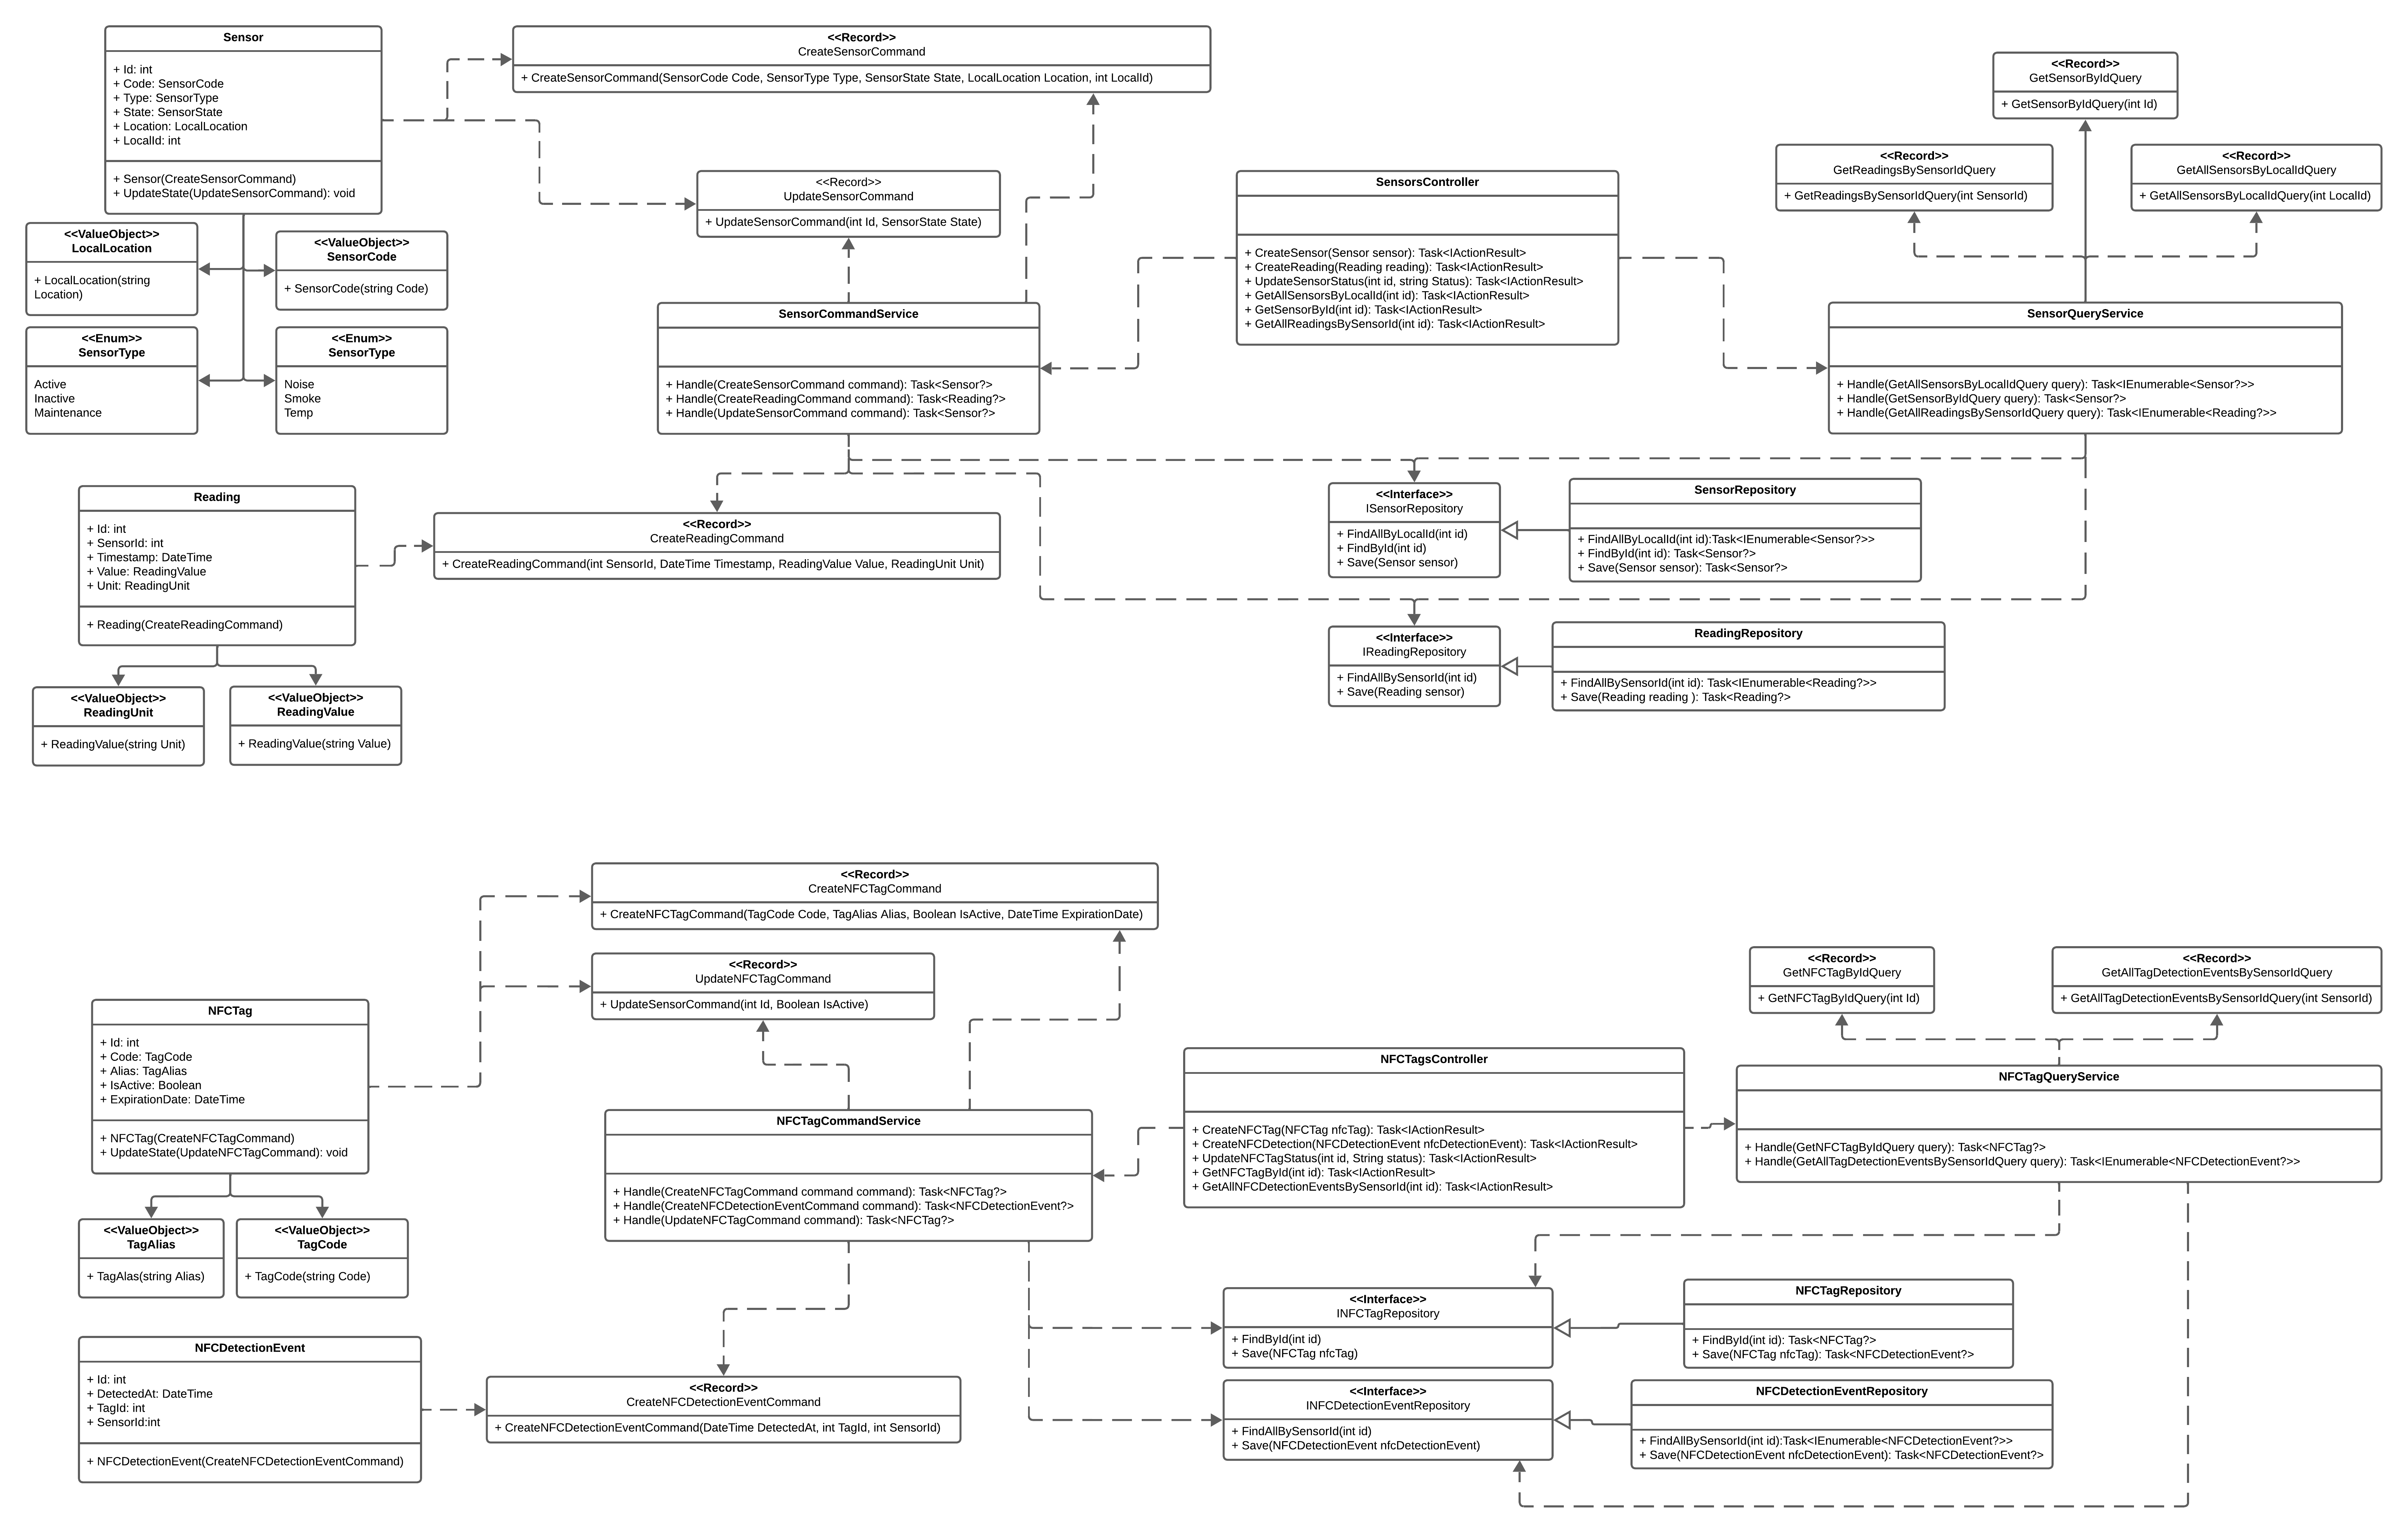 Sensor
+ Id: int
+ Code: SensorCode
+ Type: SensorType
+ State: SensorState
+ Location: LocalLocation
+ LocalId: int
+ Sensor(CreateSensorCommand)
+ UpdateState(UpdateSensorCommand): void
<<ValueObject>>
LocalLocation
+ LocalLocation(string
Location)
<<ValueObject>>
SensorCode
+ SensorCode(string Code)
<<Enum>>
SensorType
Active
Inactive
Maintenance
<<Enum>>
SensorType
Noise
Smoke
Temp
<<Record>>
CreateSensorCommand
+ CreateSensorCommand(SensorCode Code, SensorType Type, SensorState State, LocalLocation Location, int LocalId)
<<Record>>
UpdateSensorCommand
+ UpdateSensorCommand(int Id, SensorState State)
SensorCommandService
+ Handle(CreateSensorCommand command): Task<Sensor?>
+ Handle(CreateReadingCommand command): Task<Reading?>
+ Handle(UpdateSensorCommand command): Task<Sensor?>
SensorsController
+ CreateSensor(Sensor sensor): Task<IActionResult>
+ CreateReading(Reading reading): Task<IActionResult>
+ UpdateSensorStatus(int id, string Status): Task<IActionResult>
+ GetAllSensorsByLocalId(int id): Task<IActionResult>
+ GetSensorById(int id): Task<IActionResult>
+ GetAllReadingsBySensorId(int id): Task<IActionResult>
<<Record>>
GetSensorByIdQuery
+ GetSensorByIdQuery(int Id)
<<Record>>
GetReadingsBySensorIdQuery
+ GetReadingsBySensorIdQuery(int SensorId)
<<Record>>
GetAllSensorsByLocalIdQuery
+ GetAllSensorsByLocalIdQuery(int LocalId)
SensorQueryService
+ Handle(GetAllSensorsByLocalIdQuery query): Task<IEnumerable<Sensor?>>
+ Handle(GetSensorByIdQuery query): Task<Sensor?>
+ Handle(GetAllReadingsBySensorIdQuery query): Task<IEnumerable<Reading?>>
Reading
+ Id: int
+ SensorId: int
+ Timestamp: DateTime
+ Value: ReadingValue
+ Unit: ReadingUnit
+ Reading(CreateReadingCommand)
<<ValueObject>>
ReadingUnit
+ ReadingValue(string Unit)
<<ValueObject>>
ReadingValue
+ ReadingValue(string Value)
<<Record>>
CreateReadingCommand
+ CreateReadingCommand(int SensorId, DateTime Timestamp, ReadingValue Value, ReadingUnit Unit)
<<Interface>>
ISensorRepository
+ FindAllByLocalId(int id)
+ FindById(int id)
+ Save(Sensor sensor)
SensorRepository
+ FindAllByLocalId(int id):Task<IEnumerable<Sensor?>>
+ FindById(int id): Task<Sensor?>
+ Save(Sensor sensor): Task<Sensor?>
<<Interface>>
IReadingRepository
+ FindAllBySensorId(int id)
+ Save(Reading sensor)
ReadingRepository
+ FindAllBySensorId(int id): Task<IEnumerable<Reading?>>
+ Save(Reading reading ): Task<Reading?>
<<Record>>
CreateNFCTagCommand
+ CreateNFCTagCommand(TagCode Code, TagAlias Alias, Boolean IsActive, DateTime ExpirationDate)
<<Record>>
UpdateNFCTagCommand
+ UpdateSensorCommand(int Id, Boolean IsActive)
NFCTag
+ Id: int
+ Code: TagCode
+ Alias: TagAlias
+ IsActive: Boolean
+ ExpirationDate: DateTime
+ NFCTag(CreateNFCTagCommand)
+ UpdateState(UpdateNFCTagCommand): void
<<ValueObject>>
TagAlias
+ TagAlas(string Alias)
<<ValueObject>>
TagCode
+ TagCode(string Code)
NFCTagCommandService
+ Handle(CreateNFCTagCommand command command): Task<NFCTag?>
+ Handle(CreateNFCDetectionEventCommand command): Task<NFCDetectionEvent?>
+ Handle(UpdateNFCTagCommand command): Task<NFCTag?>
NFCTagsController
+ CreateNFCTag(NFCTag nfcTag): Task<IActionResult>
+ CreateNFCDetection(NFCDetectionEvent nfcDetectionEvent): Task<IActionResult>
+ UpdateNFCTagStatus(int id, String status): Task<IActionResult>
+ GetNFCTagById(int id): Task<IActionResult>
+ GetAllNFCDetectionEventsBySensorId(int id): Task<IActionResult>
<<Record>>
GetNFCTagByIdQuery
+ GetNFCTagByIdQuery(int Id)
<<Record>>
GetAllTagDetectionEventsBySensorIdQuery
+ GetAllTagDetectionEventsBySensorIdQuery(int SensorId)
NFCTagQueryService
+ Handle(GetNFCTagByIdQuery query): Task<NFCTag?>
+ Handle(GetAllTagDetectionEventsBySensorIdQuery query): Task<IEnumerable<NFCDetectionEvent?>>
NFCDetectionEvent
+ Id: int
+ DetectedAt: DateTime
+ TagId: int
+ SensorId:int
+ NFCDetectionEvent(CreateNFCDetectionEventCommand)
<<Record>>
CreateNFCDetectionEventCommand
+ CreateNFCDetectionEventCommand(DateTime DetectedAt, int TagId, int SensorId)
<<Interface>>
INFCTagRepository
+ FindById(int id)
+ Save(NFCTag nfcTag)
NFCTagRepository
+ FindById(int id): Task<NFCTag?>
+ Save(NFCTag nfcTag): Task<NFCDetectionEvent?>
<<Interface>>
INFCDetectionEventRepository
+ FindAllBySensorId(int id)
+ Save(NFCDetectionEvent nfcDetectionEvent)
NFCDetectionEventRepository
+ FindAllBySensorId(int id):Task<IEnumerable<NFCDetectionEvent?>>
+ Save(NFCDetectionEvent nfcDetectionEvent): Task<NFCDetectionEvent?>